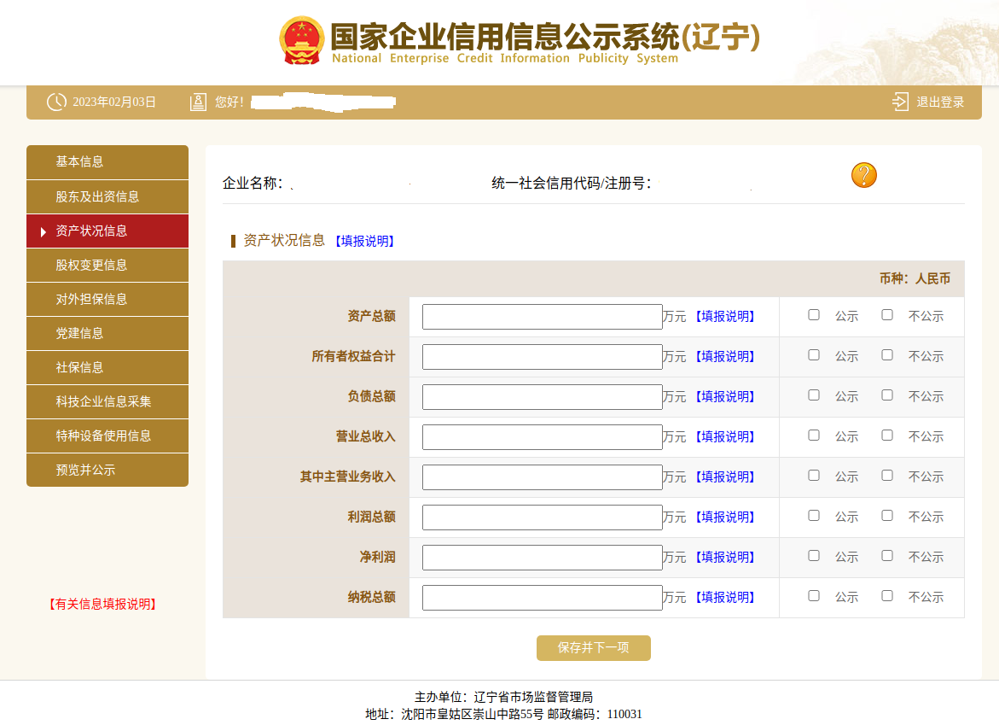 国家企业信用信息公示系统(辽宁)
National Enterprise Credit Information Publicity System
2023年02月03日 您好! 退出登录
基本信息
股东及出资信息
资产状况信息
股权变更信息
对外担保信息
党建信息
社保信息
科技企业信息采集
特种设备使用信息
预览并公示
【有关信息填报说明】
企业名称： 统一社会信用代码/注册号：
资产状况信息 【填报说明】
币种：人民币
资产总额 万元 【填报说明】 公示 不公示
所有者权益合计 万元 【填报说明】 公示 不公示
负债总额 万元 【填报说明】 公示 不公示
营业总收入 万元 【填报说明】 公示 不公示
其中主营业务收入 万元 【填报说明】 公示 不公示
利润总额 万元 【填报说明】 公示 不公示
净利润 万元 【填报说明】 公示 不公示
纳税总额 万元 【填报说明】 公示 不公示
保存并下一项
主办单位：辽宁省市场监督管理局
地址：沈阳市皇姑区崇山中路55号 邮政编码：110031